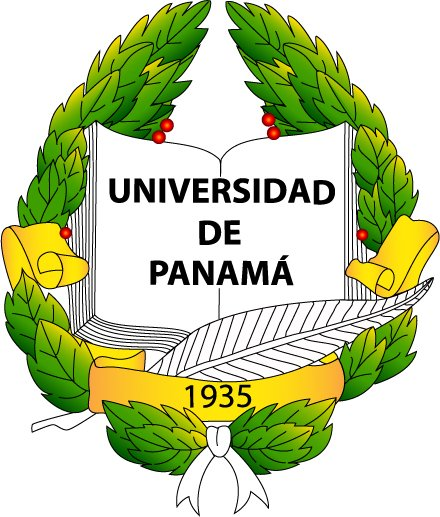 UNIVERSIDAD
DE
PANAMÁ
1935